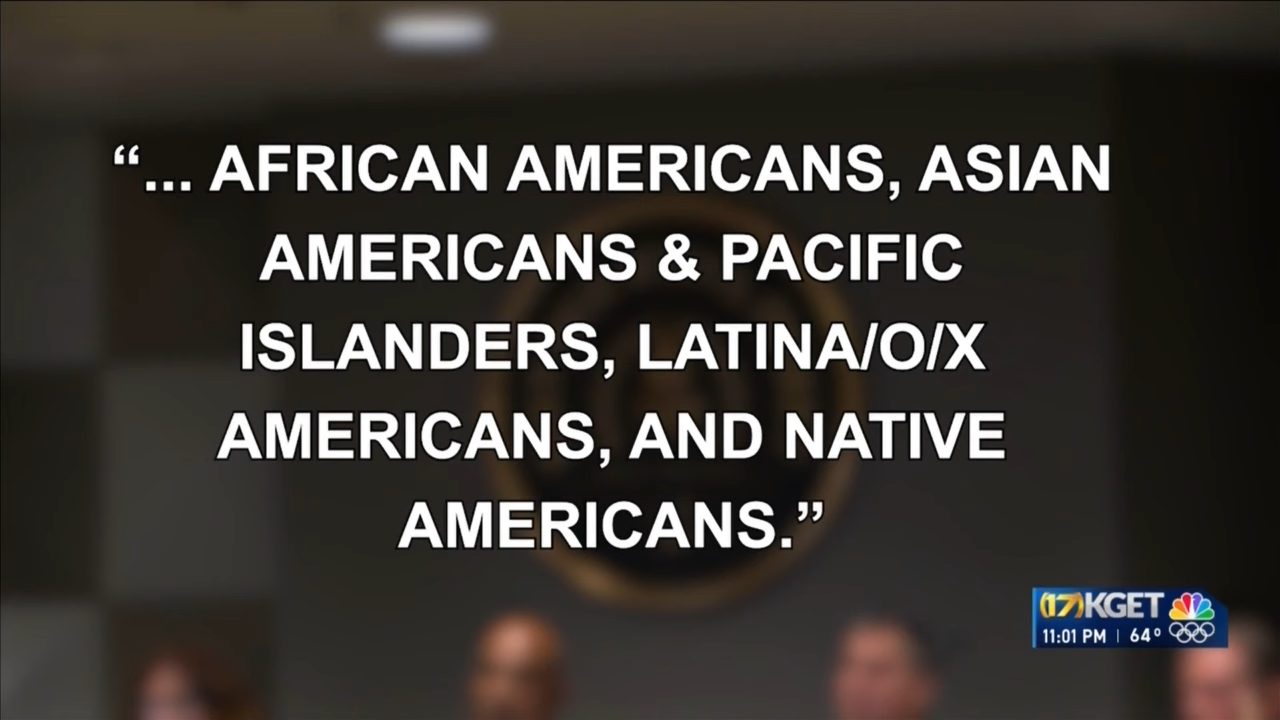 “... AFRICAN AMERICANS, ASIAN
AMERICANS & PACIFIC
ISLANDERS, LATINA/O/X
AMERICANS, AND NATIVE
AMERICANS.”
17 KGET
11:01 PM | 64°